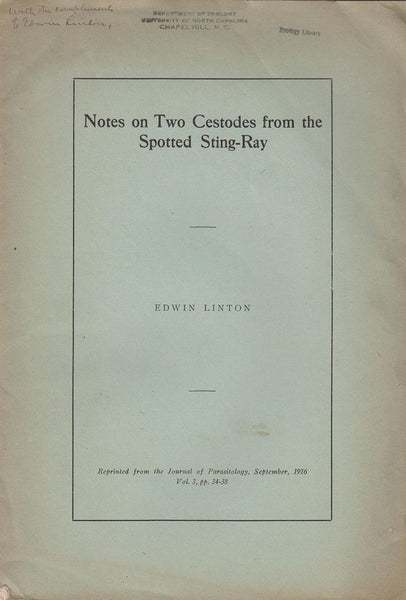 with the compliments
of Edwin Linton,
DEPARTMENT OF ZOOLOGY
UNIVERSITY OF NORTH CAROLINA
CHAPEL HILL, N. C.
Zoology Library
Notes on Two Cestodes from the
Spotted Sting-Ray
EDWIN LINTON
Reprinted from the Journal of Parasitology, September, 1916
Vol. 3, pp. 34-38